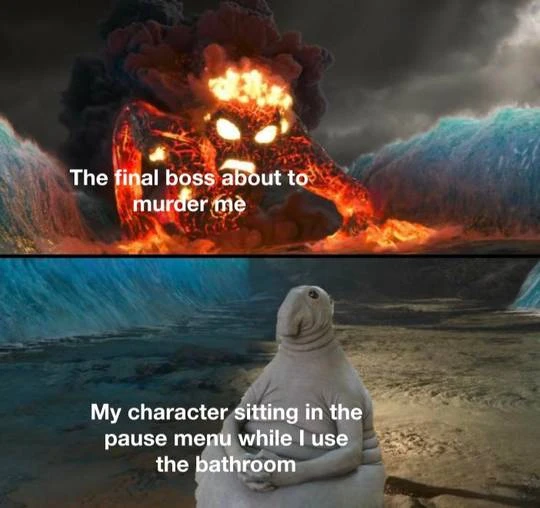 The final boss about to
murder me
My character sitting in the
pause menu while I use
the bathroom